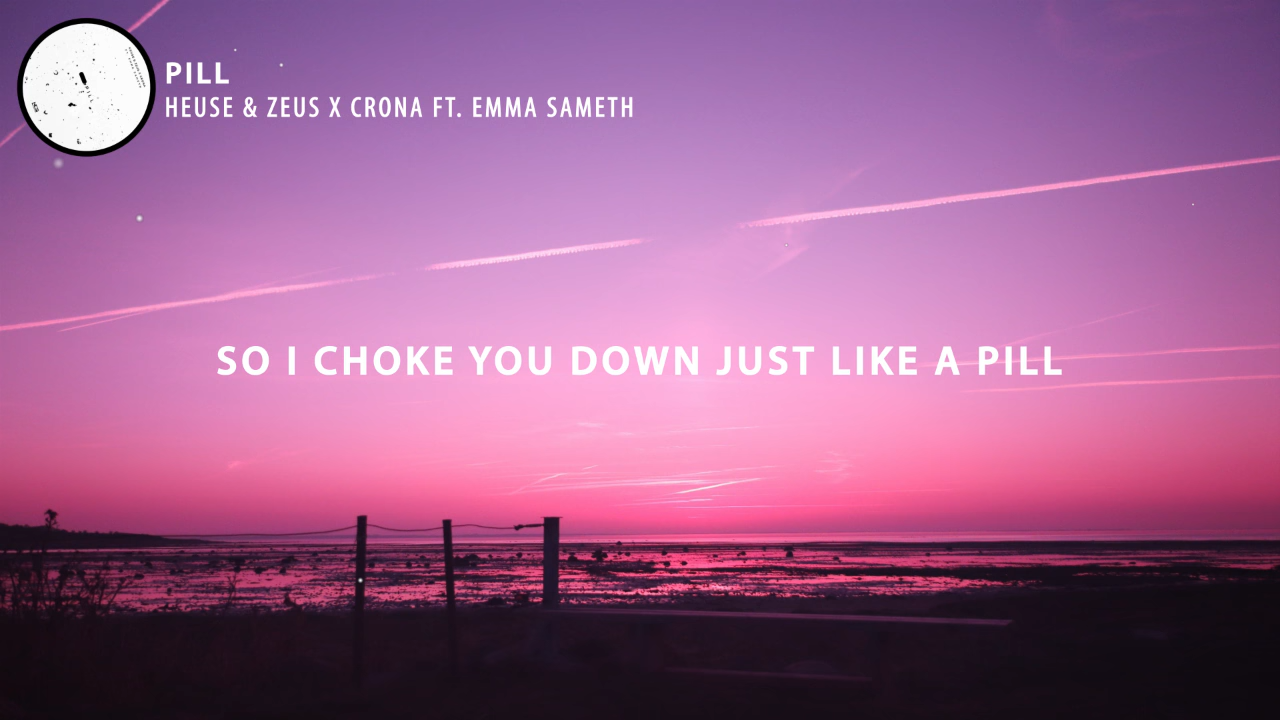 PILL
HEUSE & ZEUS X CRONA FT. EMMA SAMETH
SO I CHOKE YOU DOWN JUST LIKE A PILL